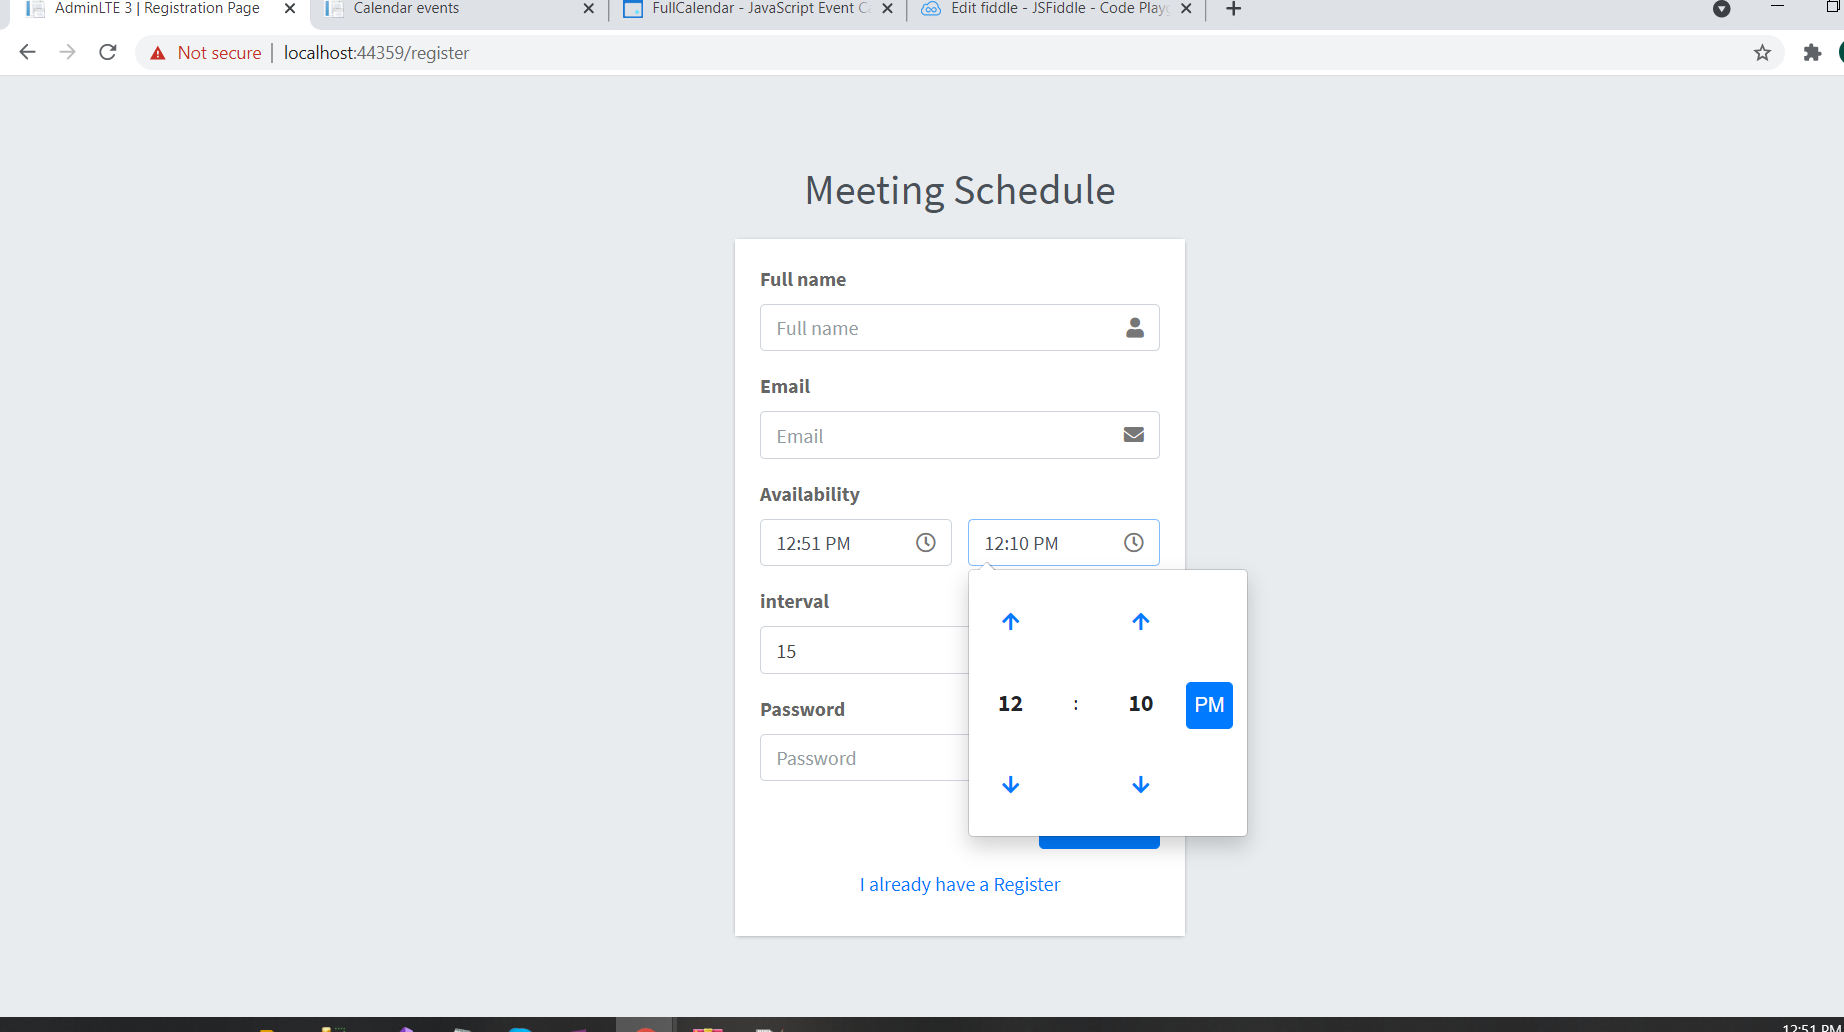 AdminLTE 3 | Registration Page
Calendar events
FullCalendar - JavaScript Event Ca
Edit fiddle - JSFiddle - Code Playg
Not secure | localhost:44359/register
Meeting Schedule
Full name
Full name
Email
Email
Availability
12:51 PM
12:10 PM
interval
15
12 : 10 PM
Password
Password
I already have a Register
12:51 PM